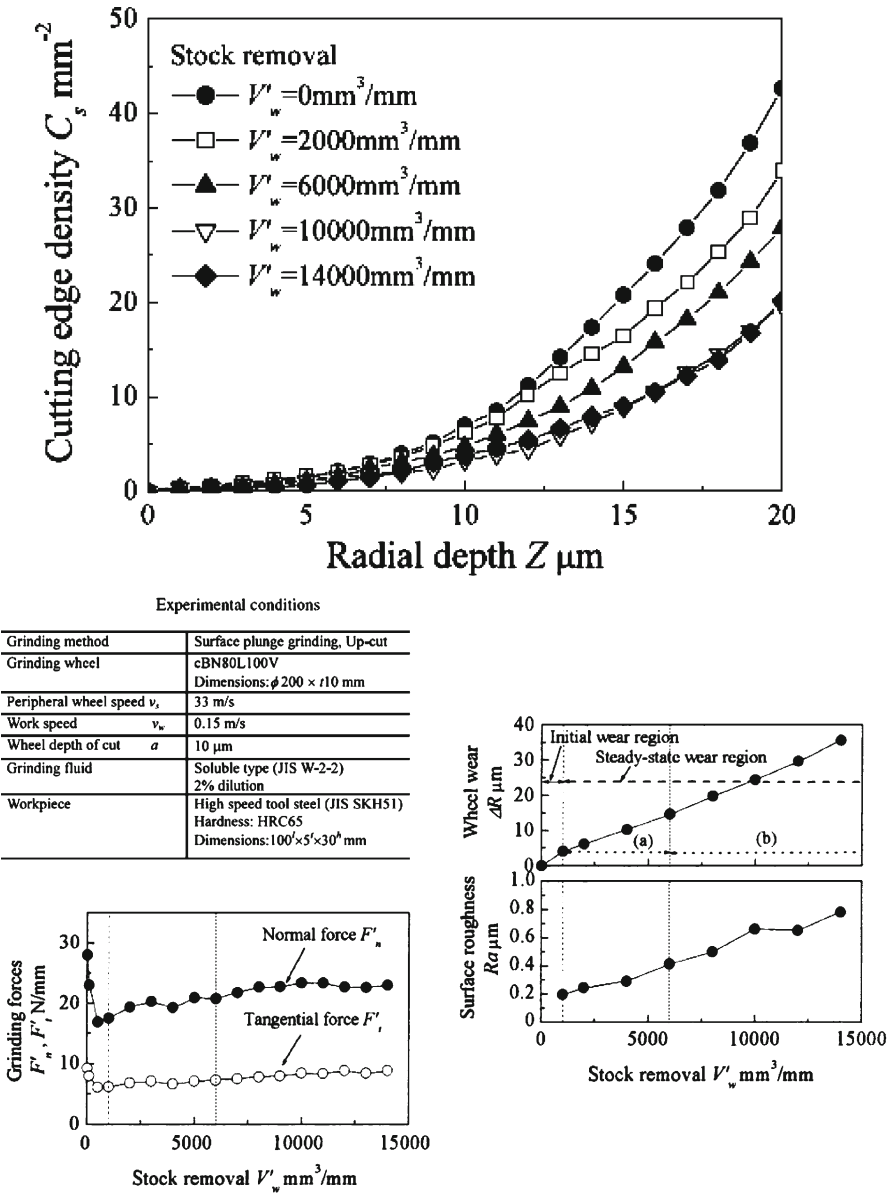 50
40
30
20
10
0
Cutting edge density Cs mm-2
Stock removal
V'w=0mm3/mm
V'w=2000mm3/mm
V'w=6000mm3/mm
V'w=10000mm3/mm
V'w=14000mm3/mm
0 5 10 15 20
Radial depth Z μm
Experimental conditions
Grinding method Surface plunge grinding, Up-cut
Grinding wheel cBN80L100V
Dimensions:ϕ200 × t10 mm
Peripheral wheel speed vs 33 m/s
Work speed vw 0.15 m/s
Wheel depth of cut a 10 μm
Grinding fluid Soluble type (JIS W-2-2)
2% dilution
Workpiece High speed tool steel (JIS SKH51)
Hardness: HRC65
Dimensions:100l×5t×30h mm
40
30
20
10
0
Wheel wear
ΔR μm
Initial wear region
Steady-state wear region
(a) (b)
1.0
0.8
0.6
0.4
0.2
0
Surface roughness
Ra μm
0 5000 10000 15000
Stock removal V'w mm3/mm
30
20
10
0
Grinding forces
F'n, F't N/mm
Normal force F'n
Tangential force F't
0 5000 10000 15000
Stock removal V'w mm3/mm